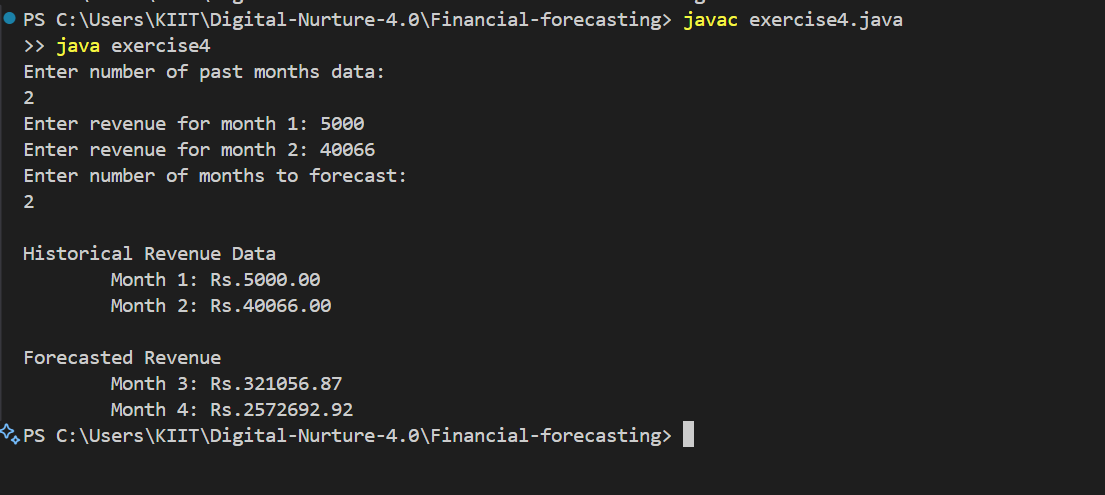 PS C:\Users\KIIT\Digital-Nurture-4.0\Financial-forecasting> javac exercise4.java
>> java exercise4
Enter number of past months data:
2
Enter revenue for month 1: 5000
Enter revenue for month 2: 40066
Enter number of months to forecast:
2
Historical Revenue Data
Month 1: Rs.5000.00
Month 2: Rs.40066.00
Forecasted Revenue
Month 3: Rs.321056.87
Month 4: Rs.2572692.92
PS C:\Users\KIIT\Digital-Nurture-4.0\Financial-forecasting>